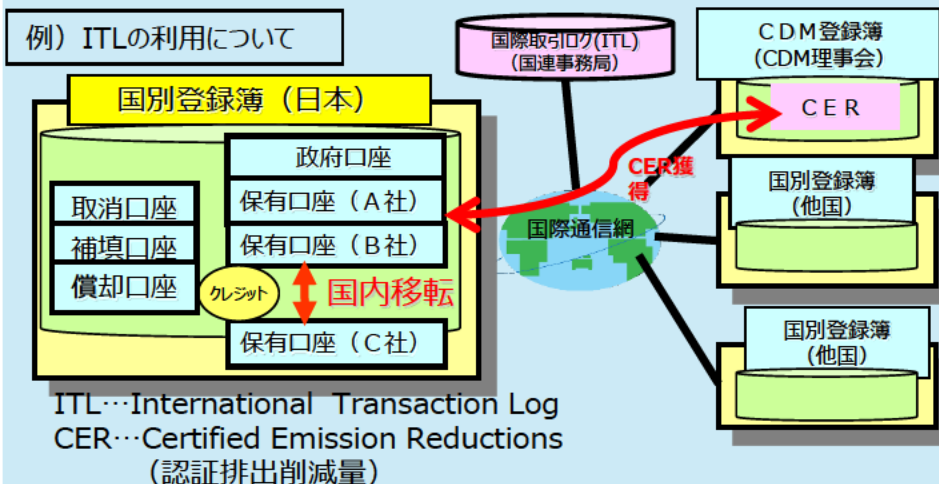 例）ITLの利用について
国別登録簿（日本）
政府口座
保有口座（A社）
保有口座（B社）
取消口座
補填口座
償却口座
クレジット
国内移転
保有口座（C社）
国際取引ログ(ITL)
(国連事務局)
CER獲
得
国際通信網
ＣＤＭ登録簿
(CDM理事会)
ＣＥＲ
国別登録簿
(他国)
国別登録簿
(他国)
ITL…International Transaction Log
CER…Certified Emission Reductions
（認証排出削減量）